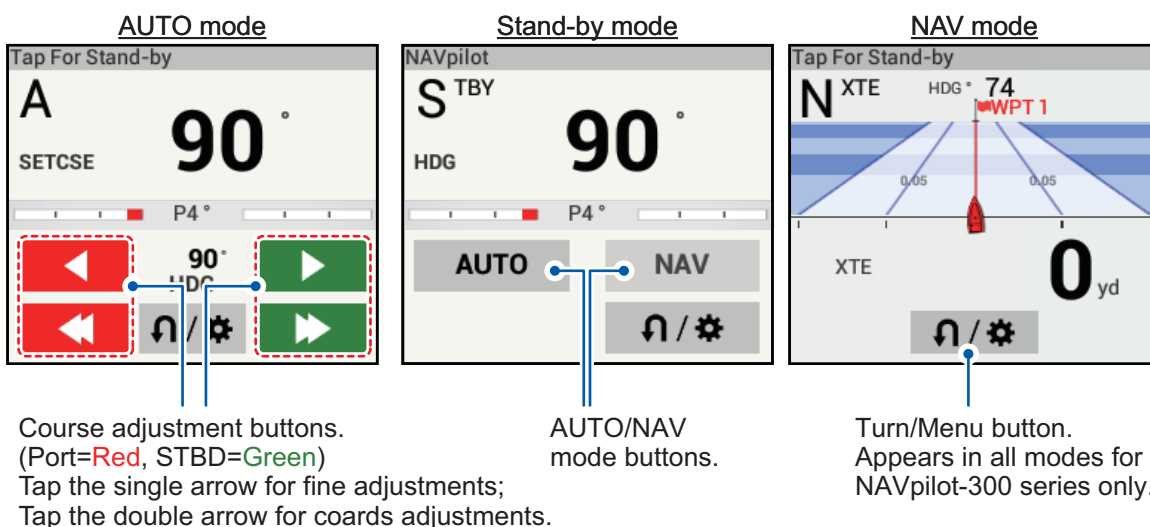 AUTO mode
Tap For Stand-by
A
90°
SETCSE
P4°
90°
HDG
/
Stand-by mode
NAVpilot
S TBY
90°
HDG
P4°
AUTO
NAV
/
NAV mode
Tap For Stand-by
N XTE HDG° 74
WPT 1
0.05 0.05
XTE
0 yd
/
Course adjustment buttons.
(Port=Red, STBD=Green)
Tap the single arrow for fine adjustments;
Tap the double arrow for coards adjustments.
AUTO/NAV
mode buttons.
Turn/Menu button.
Appears in all modes for
NAVpilot-300 series only.